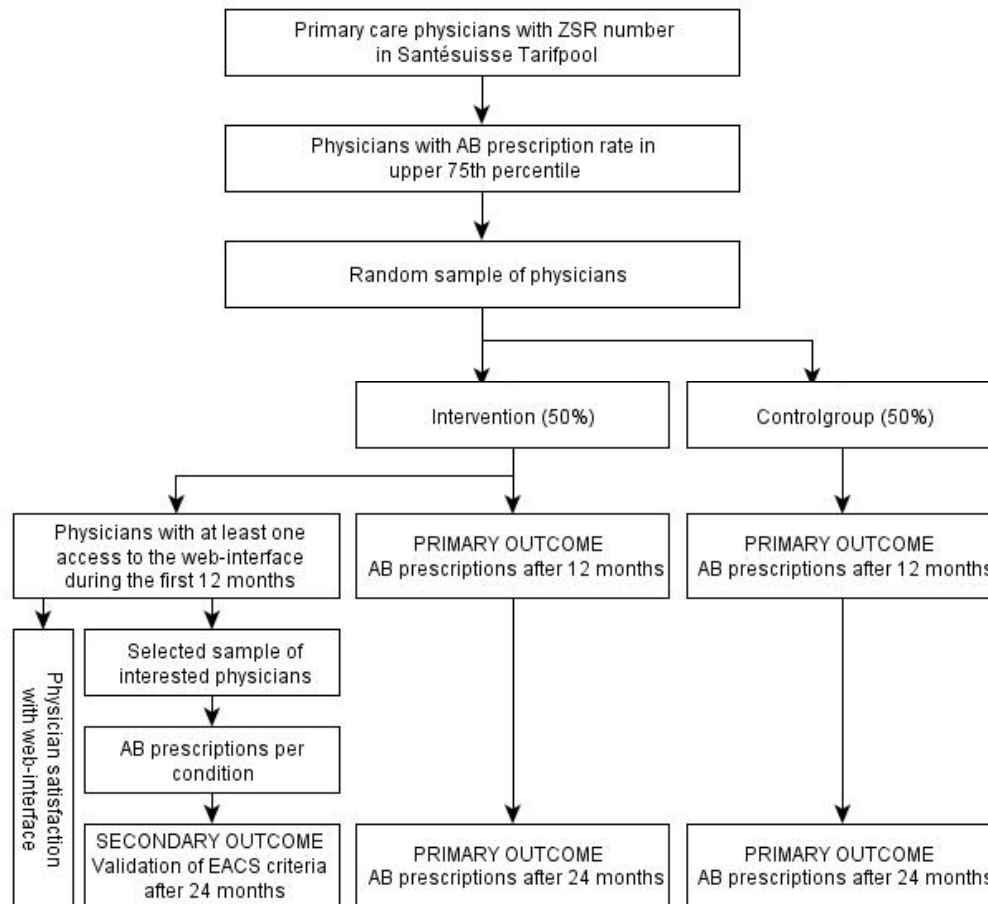 Primary care physicians with ZSR number
in Santésuisse Tarifpool
Physicians with AB prescription rate in
upper 75th percentile
Random sample of physicians
Intervention (50%)
Controlgroup (50%)
Physicians with at least one
access to the web-interface
during the first 12 months
PRIMARY OUTCOME
AB prescriptions after 12 months
PRIMARY OUTCOME
AB prescriptions after 12 months
Physician satisfaction
with web-interface
Selected sample of
interested physicians
AB prescriptions per
condition
SECONDARY OUTCOME
Validation of EACS criteria
after 24 months
PRIMARY OUTCOME
AB prescriptions after 24 months
PRIMARY OUTCOME
AB prescriptions after 24 months